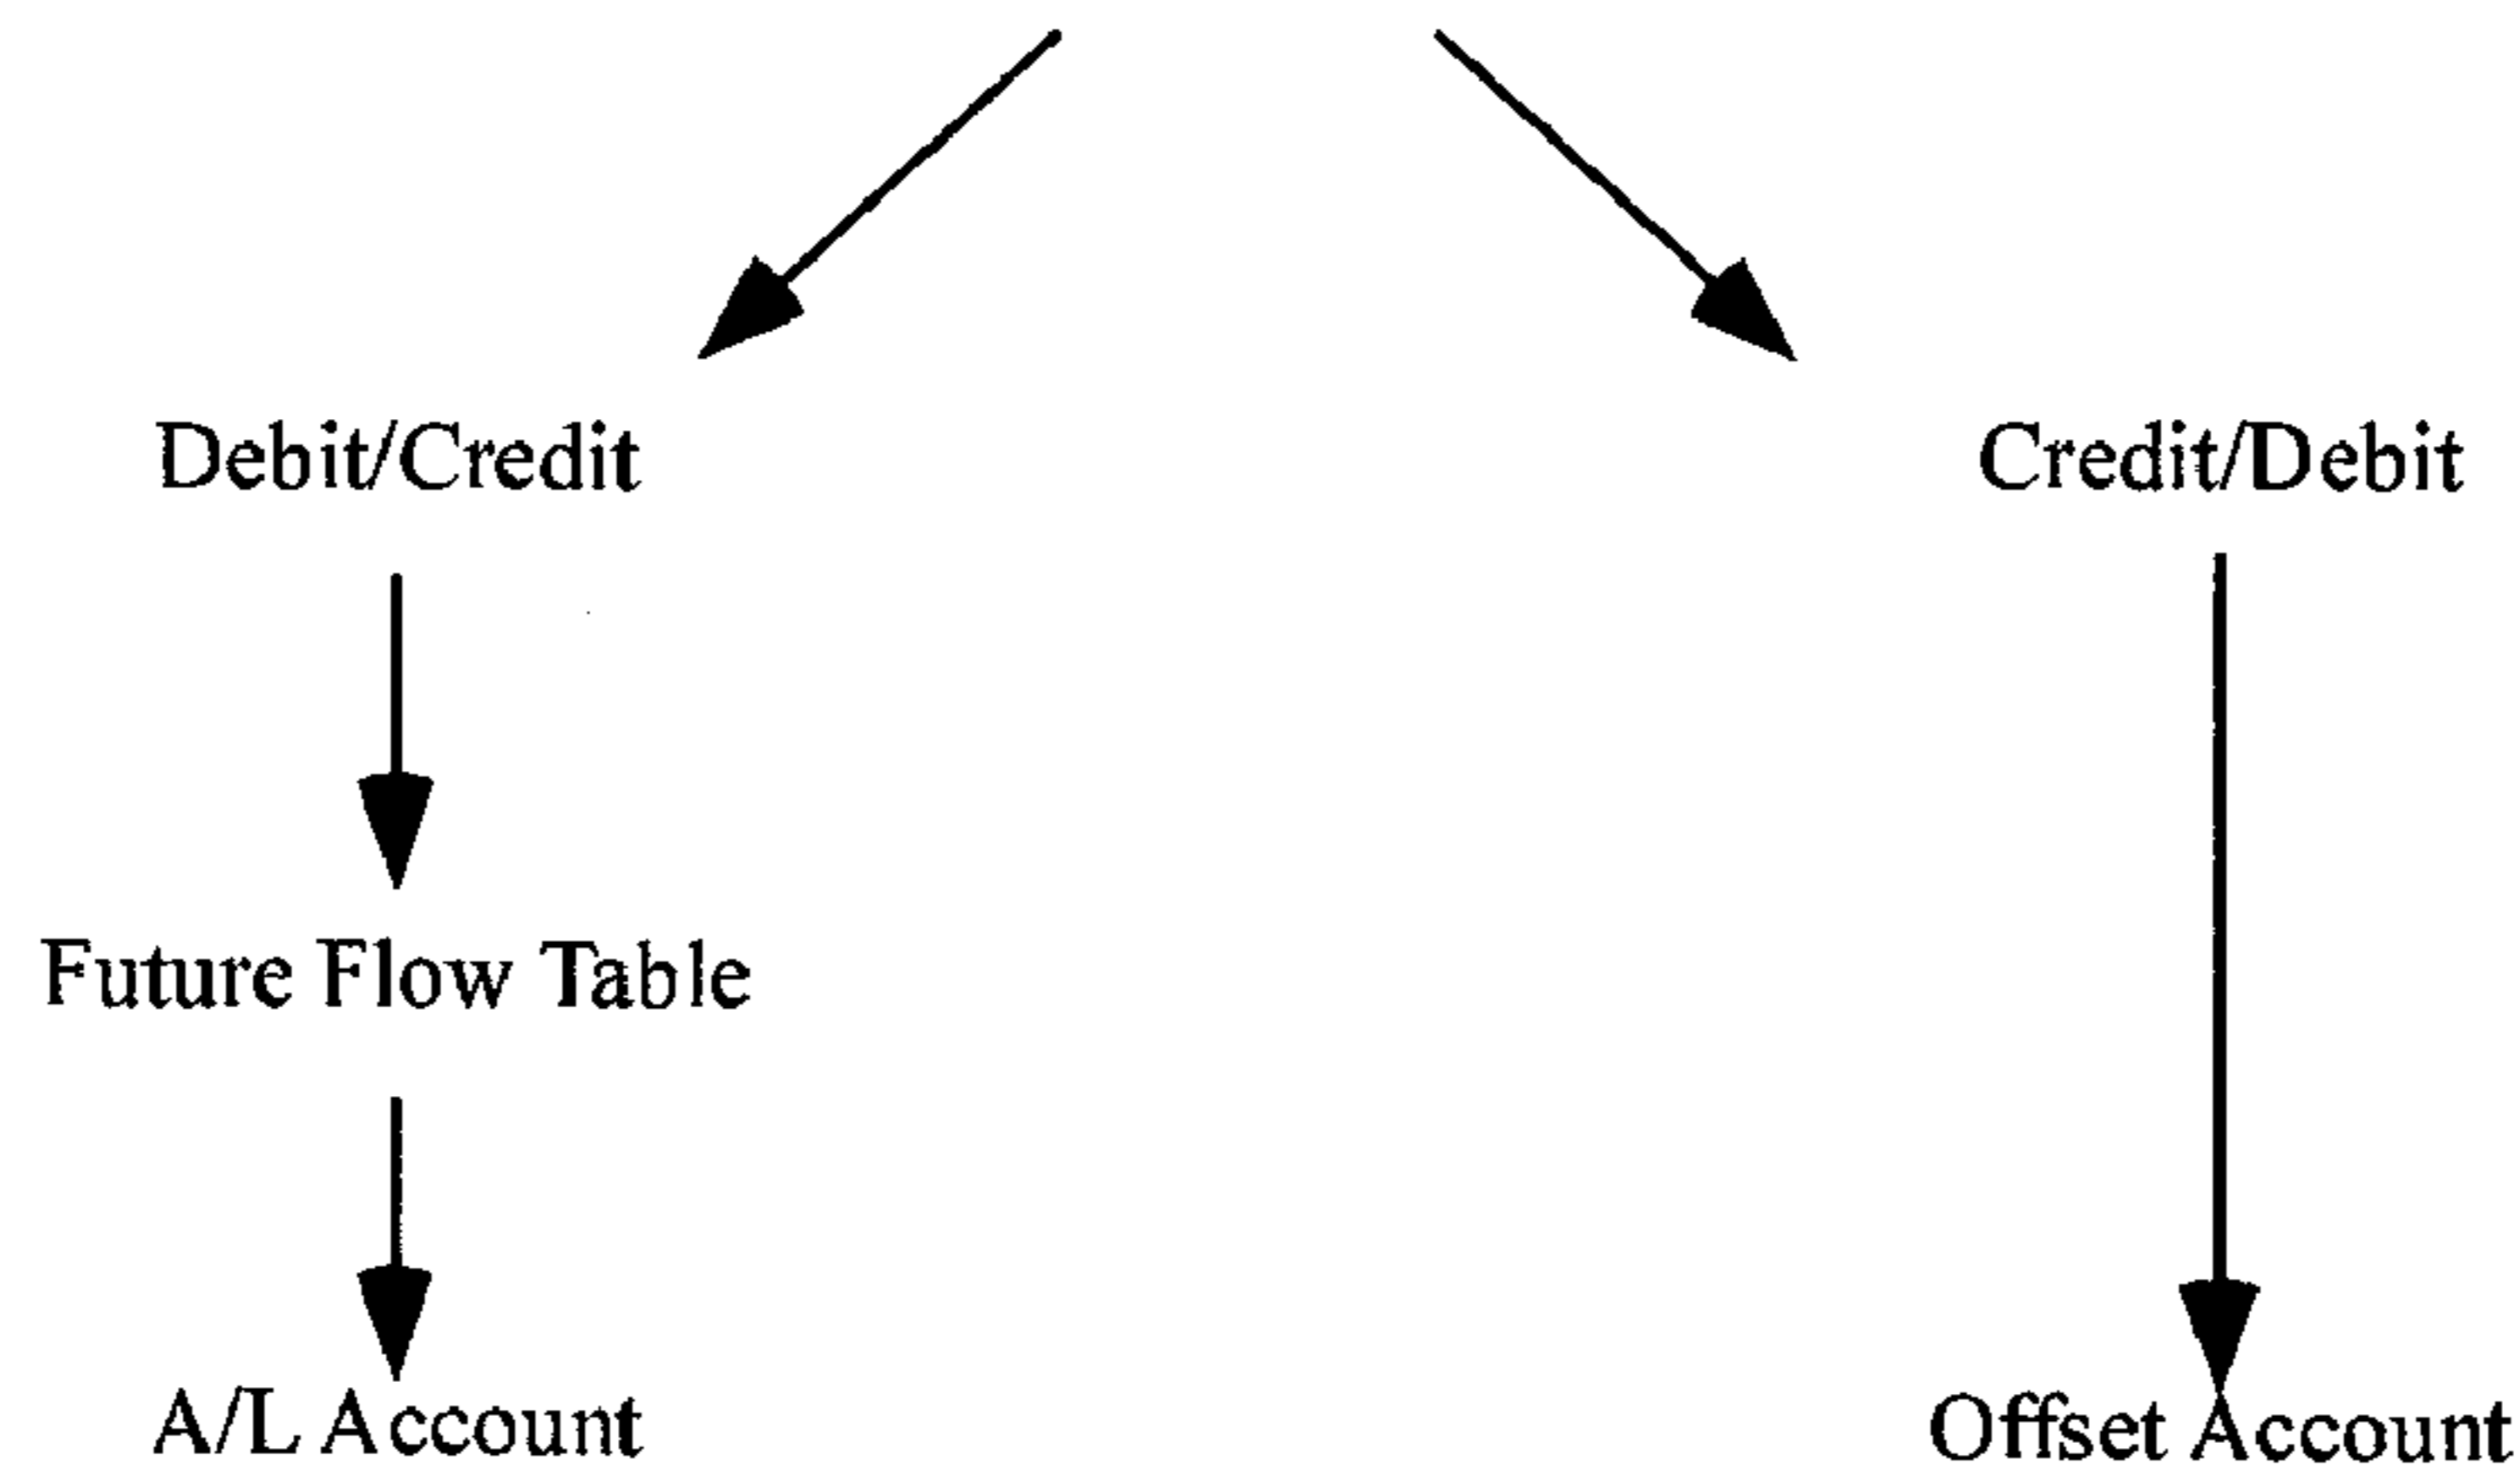 Debit/Credit
Credit/Debit
Future Flow Table
A/L Account
Offset Account